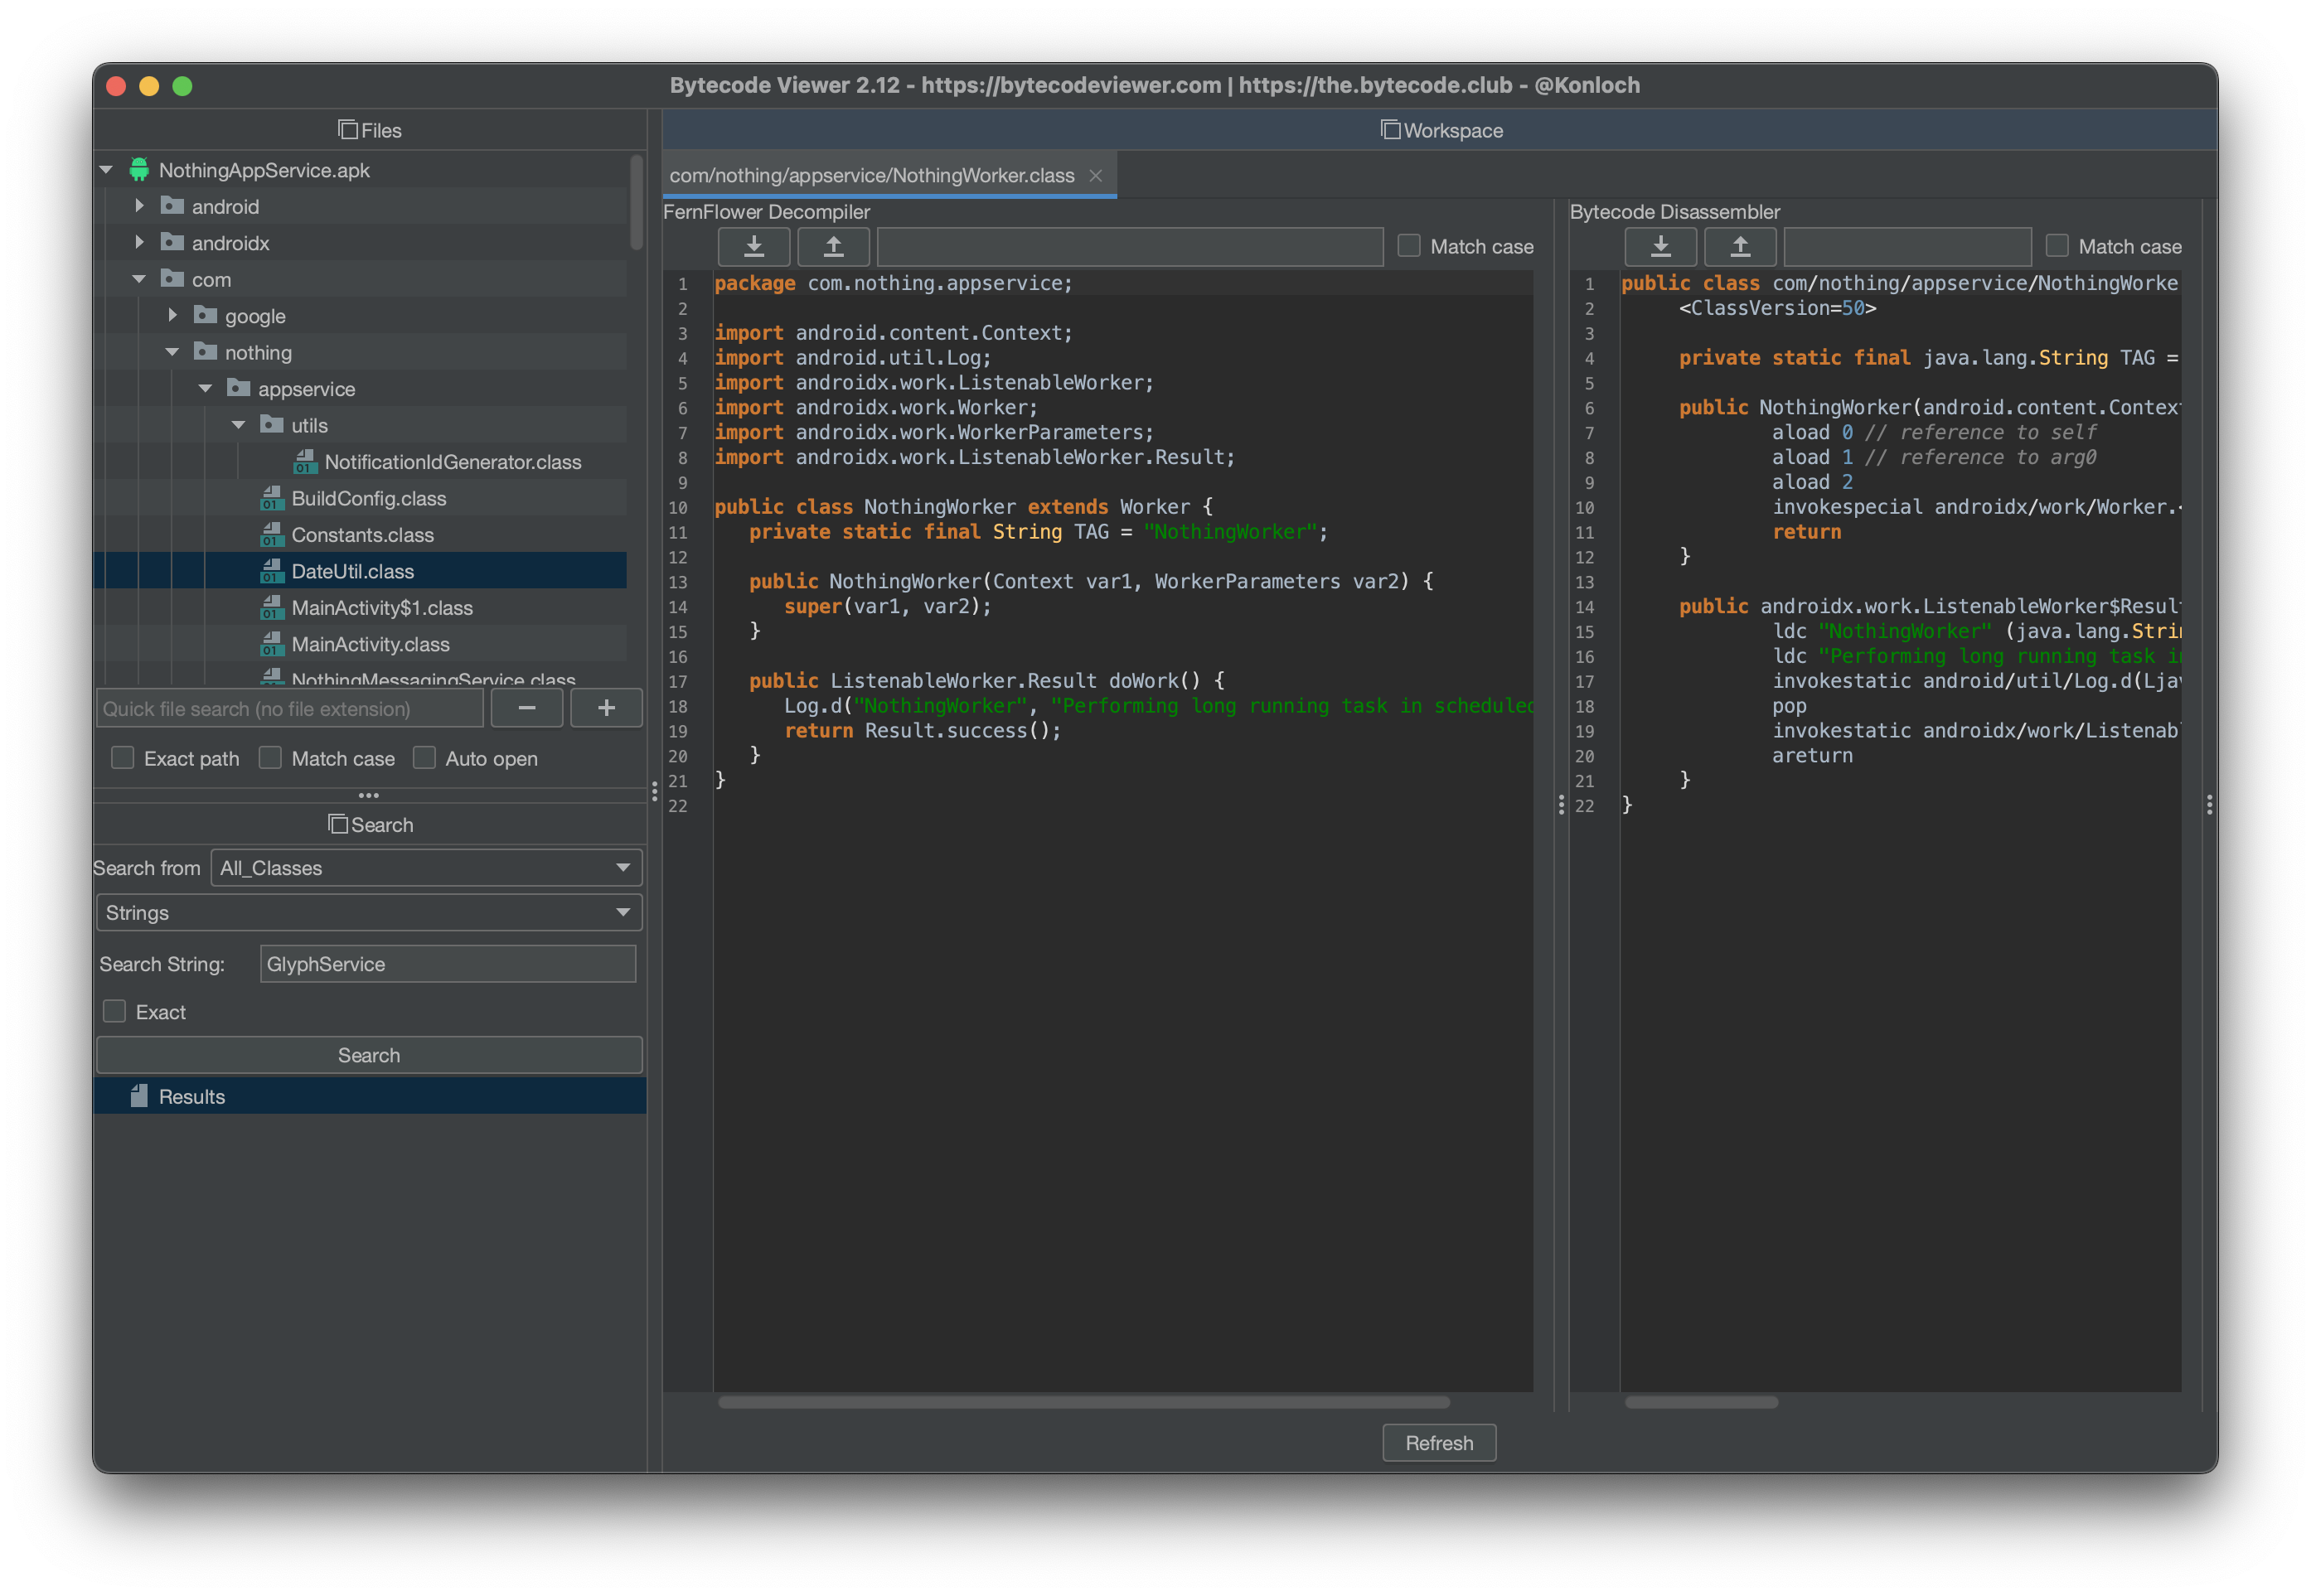 Bytecode Viewer 2.12 - https://bytecodeviewer.com | https://the.bytecode.club - @Konloch
Files
NothingAppService.apk
android
androidx
com
google
nothing
appservice
utils
NotificationIdGenerator.class
BuildConfig.class
Constants.class
DateUtil.class
MainActivity$1.class
MainActivity.class
NothingMessagingService.class
Quick file search (no file extension)
Exact path Match case Auto open
Search
Search from All_Classes
Strings
Search String: GlyphService
Exact
Search
Results
Workspace
com/nothing/appservice/NothingWorker.class
FernFlower Decompiler
Match case
1 package com.nothing.appservice;
2
3 import android.content.Context;
4 import android.util.Log;
5 import androidx.work.ListenableWorker;
6 import androidx.work.Worker;
7 import androidx.work.WorkerParameters;
8 import androidx.work.ListenableWorker.Result;
9
10 public class NothingWorker extends Worker {
11 private static final String TAG = "NothingWorker";
12
13 public NothingWorker(Context var1, WorkerParameters var2) {
14 super(var1, var2);
15 }
16
17 public ListenableWorker.Result doWork() {
18 Log.d("NothingWorker", "Performing long running task in scheduled
19 return Result.success();
20 }
21 }
22
Bytecode Disassembler
Match case
1 public class com/nothing/appservice/NothingWorke
2 <ClassVersion=50>
3
4 private static final java.lang.String TAG =
5
6 public NothingWorker(android.content.Contex
7 aload 0 // reference to self
8 aload 1 // reference to arg0
9 aload 2
10 invokespecial androidx/work/Worker.<
11 return
12 }
13
14 public androidx.work.ListenableWorker$Resul
15 ldc "NothingWorker" (java.lang.Stri
16 ldc "Performing long running task i
17 invokestatic android/util/Log.d(Ljav
18 pop
19 invokestatic androidx/work/Listenab
20 areturn
21 }
22 }
Refresh